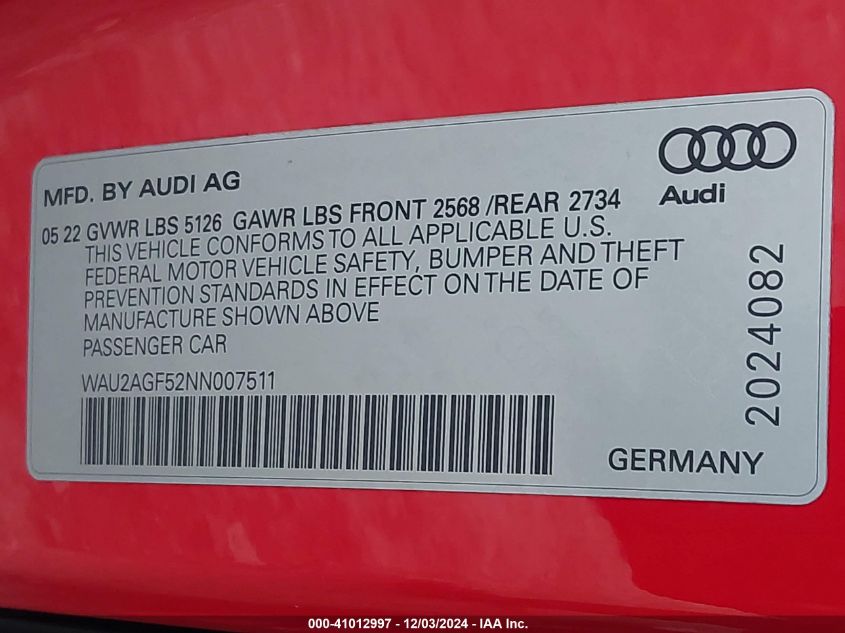 Audi
MFD. BY AUDI AG
05 22 GVWR LBS 5126 GAWR LBS FRONT 2568 /REAR 2734
THIS VEHICLE CONFORMS TO ALL APPLICABLE U.S.
FEDERAL MOTOR VEHICLE SAFETY, BUMPER AND THEFT
PREVENTION STANDARDS IN EFFECT ON THE DATE OF
MANUFACTURE SHOWN ABOVE
PASSENGER CAR
WAU2AGF52NN007511
2024082
GERMANY
000-41012997 - 12/03/2024 - IAA Inc.